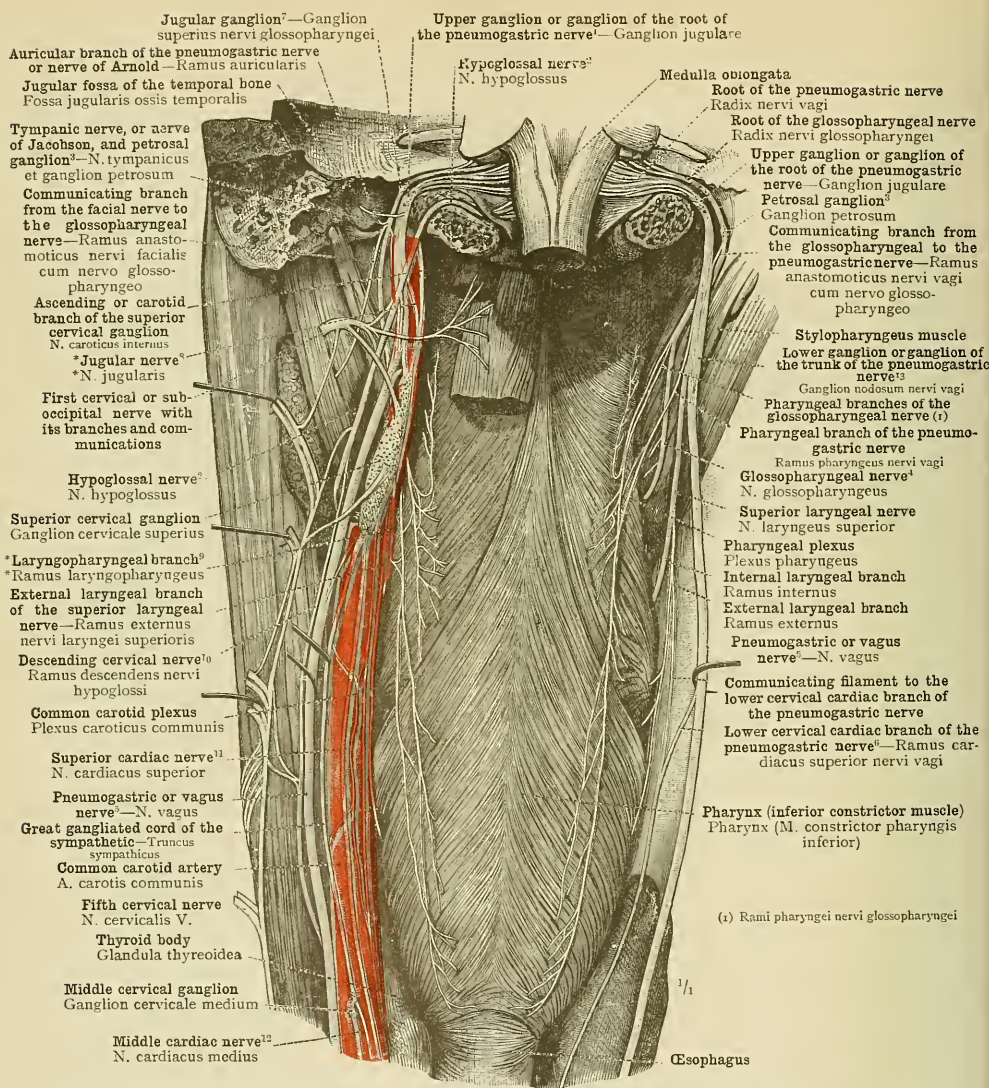 Jugular ganglion⁷—Ganglion
superius nervi glossopharyngei
Auricular branch of the pneumogastric nerve
or nerve of Arnold—Ramus auricularis
Jugular fossa of the temporal bone
Fossa jugularis ossis temporalis
Tympanic nerve, or nerve
of Jacobson, and petrosal
ganglion³—N. tympanicus
et ganglion petrosum
Communicating branch
from the facial nerve to
the glossopharyngeal
nerve—Ramus anasto-
moticus nervi facialis
cum nervo glosso-
pharyngeo
Ascending or carotid
branch of the superior
cervical ganglion
N. caroticus internus
*Jugular nerve
*N. jugularis
First cervical or sub-
occipital nerve with
its branches and com-
munications
Hypoglossal nerve
N. hypoglossus
Superior cervical ganglion
Ganglion cervicale superius
*Laryngopharyngeal branch⁹
*Ramus laryngopharyngeus
External laryngeal branch
of the superior laryngeal
nerve—Ramus externus
nervi laryngei superioris
Descending cervical nerve¹⁰
Ramus descendens nervi
hypoglossi
Common carotid plexus
Plexus caroticus communis
Superior cardiac nerve¹¹
N. cardiacus superior
Pneumogastric or vagus
nerve⁵—N. vagus
Great gangliated cord of the
sympathetic—Truncus
sympathicus
Common carotid artery
A. carotis communis
Fifth cervical nerve
N. cervicalis V.
Thyroid body
Glandula thyreoidea
Middle cervical ganglion
Ganglion cervicale medium
Middle cardiac nerve¹²
N. cardiacus medius
Upper ganglion or ganglion of the root of
the pneumogastric nerve¹—Ganglion jugulare
Hypoglossal nerve²
N. hypoglossus
Medulla oblongata
Root of the pneumogastric nerve
Radix nervi vagi
Root of the glossopharyngeal nerve
Radix nervi glossopharyngei
Upper ganglion or ganglion of
the root of the pneumogastric
nerve—Ganglion jugulare
Petrosal ganglion³
Ganglion petrosum
Communicating branch from
the glossopharyngeal to the
pneumogastric nerve—Ramus
anastomoticus nervi vagi
cum nervo glosso-
pharyngeo
Stylopharyngeus muscle
Lower ganglion or ganglion of
the trunk of the pneumogastric
nerve¹³
Ganglion nodosum nervi vagi
Pharyngeal branches of the
glossopharyngeal nerve (1)
Pharyngeal branch of the pneumo-
gastric nerve
Ramus pharyngeus nervi vagi
Glossopharyngeal nerve⁴
N. glossopharyngeus
Superior laryngeal nerve
N. laryngeus superior
Pharyngeal plexus
Plexus pharyngeus
Internal laryngeal branch
Ramus internus
External laryngeal branch
Ramus externus
Pneumogastric or vagus
nerve⁵—N. vagus
Communicating filament to the
lower cervical cardiac branch of
the pneumogastric nerve
Lower cervical cardiac branch of the
pneumogastric nerve⁶—Ramus car-
diacus superior nervi vagi
Pharynx (inferior constrictor muscle)
Pharynx (M. constrictor pharyngis
inferior)
(1) Rami pharyngei nervi glossopharyngei
1/1
Œsophagus